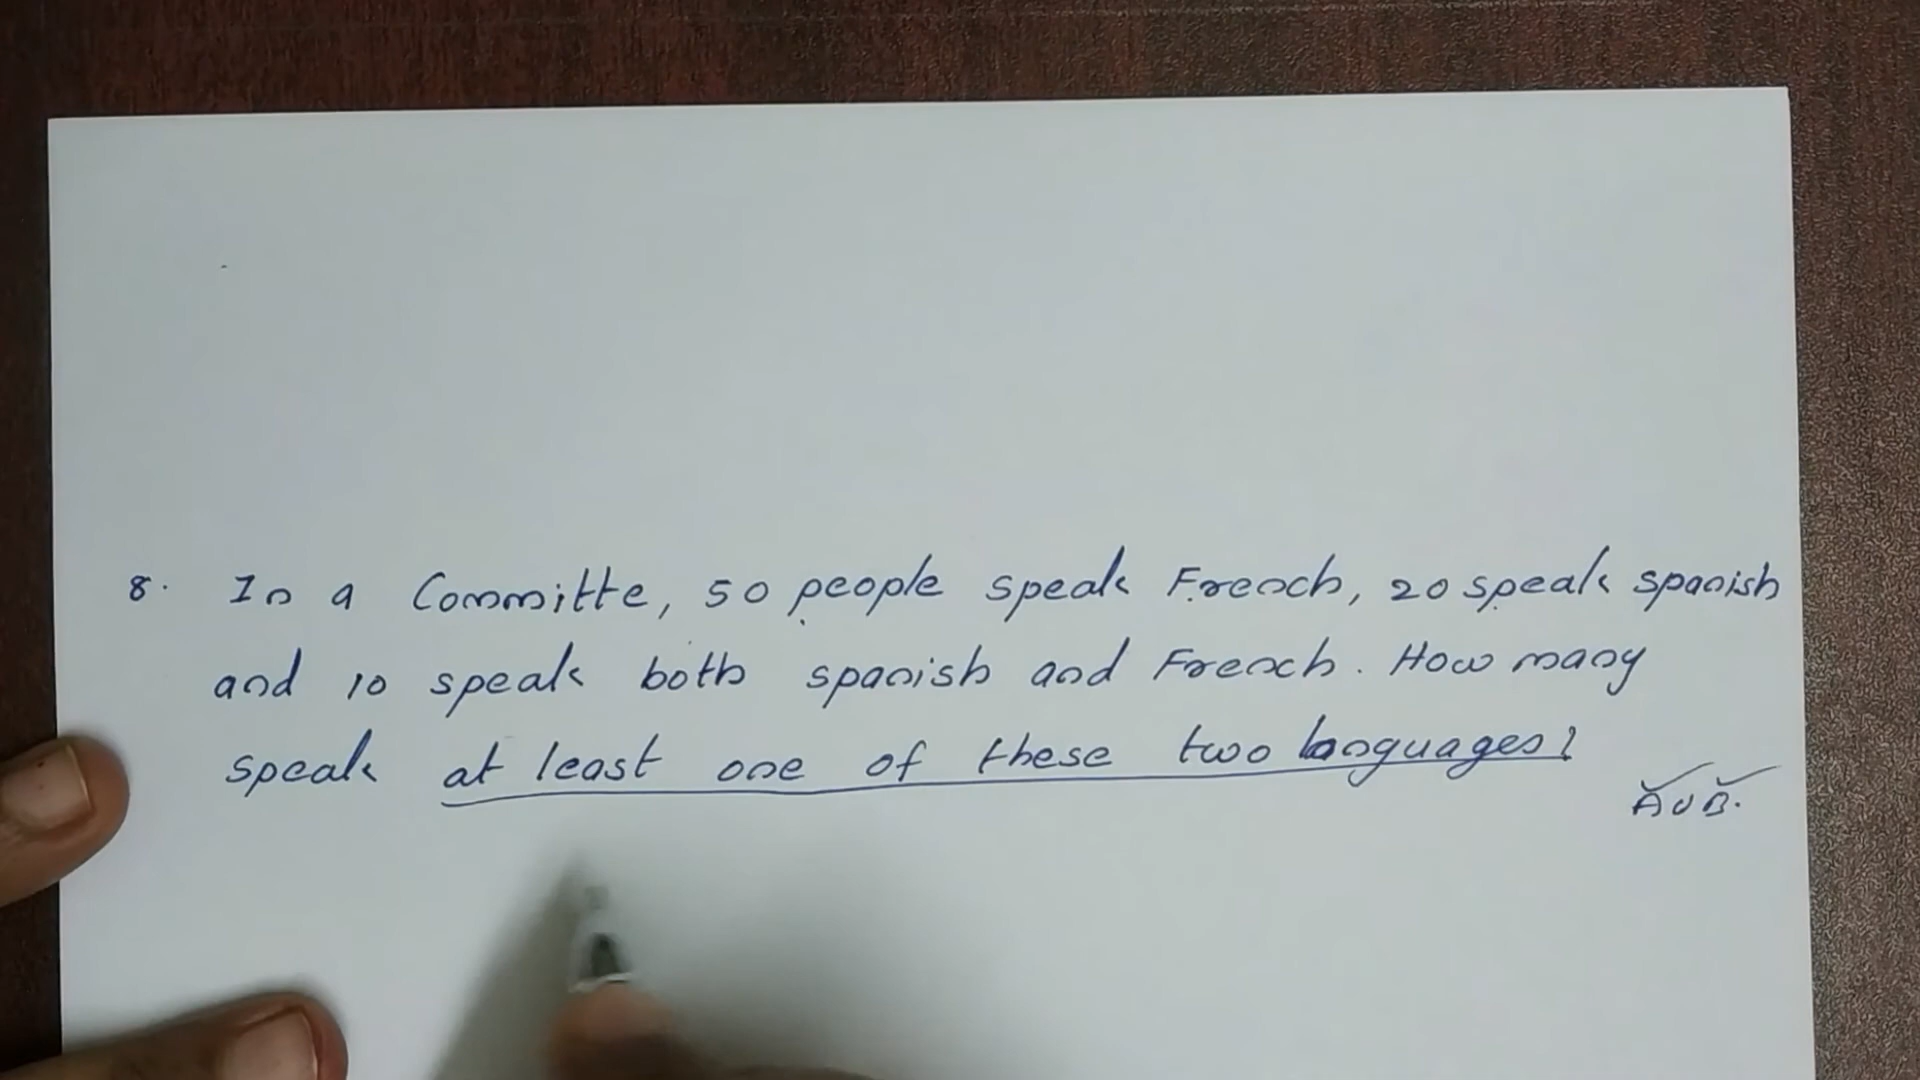 8. In a Committe, 50 people speak French, 20 speak spanish
and 10 speak both spanish and French. How many
speak at least one of these two languages?
A ∪ B.